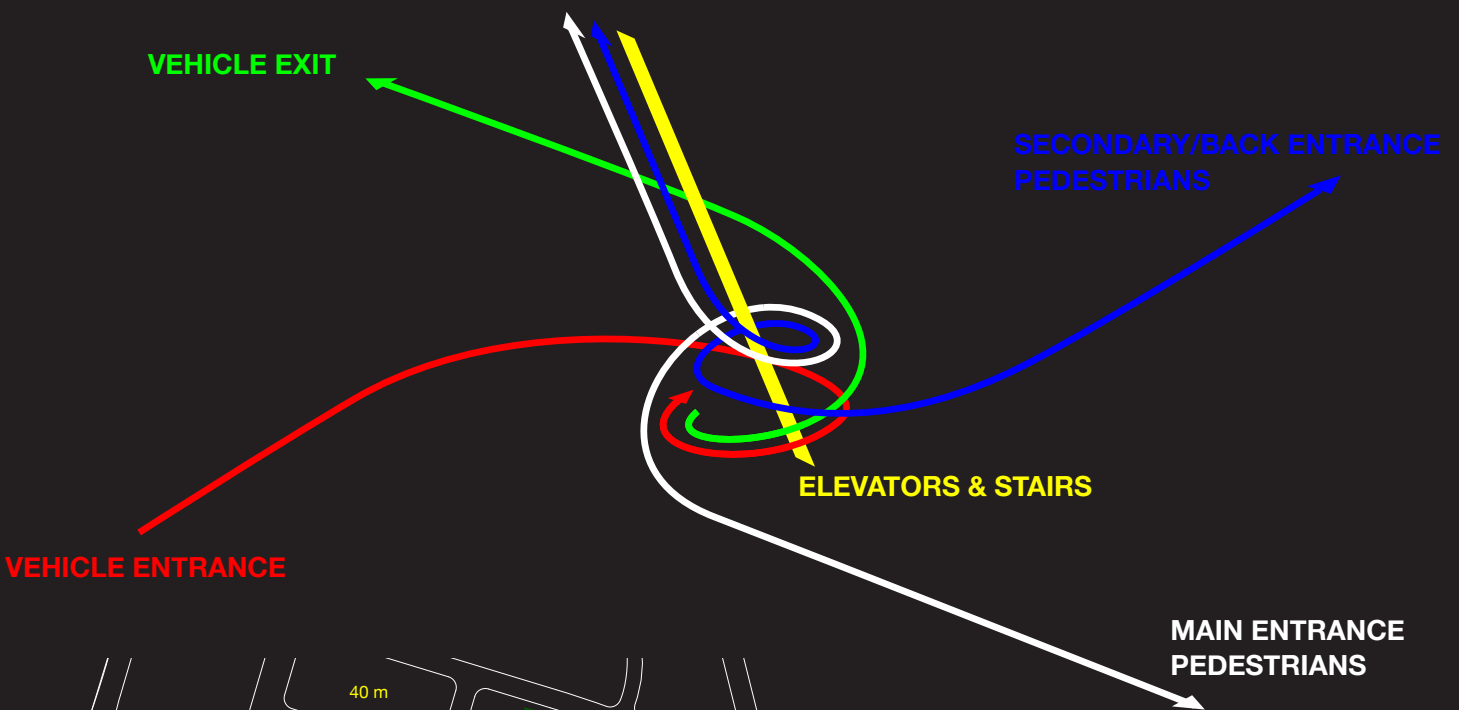 VEHICLE EXIT
SECONDARY/BACK ENTRANCE
PEDESTRIANS
ELEVATORS & STAIRS
VEHICLE ENTRANCE
MAIN ENTRANCE
PEDESTRIANS
40 m